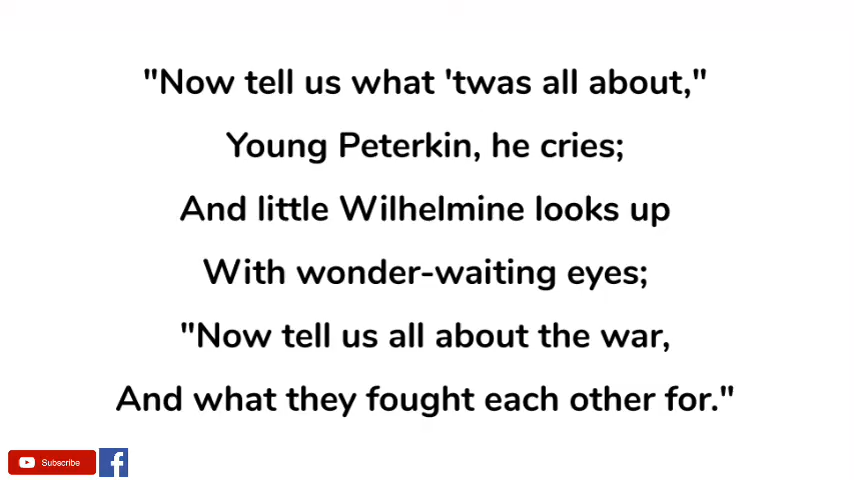 "Now tell us what 'twas all about,"
Young Peterkin, he cries;
And little Wilhelmine looks up
With wonder-waiting eyes;
"Now tell us all about the war,
And what they fought each other for."
Subscribe